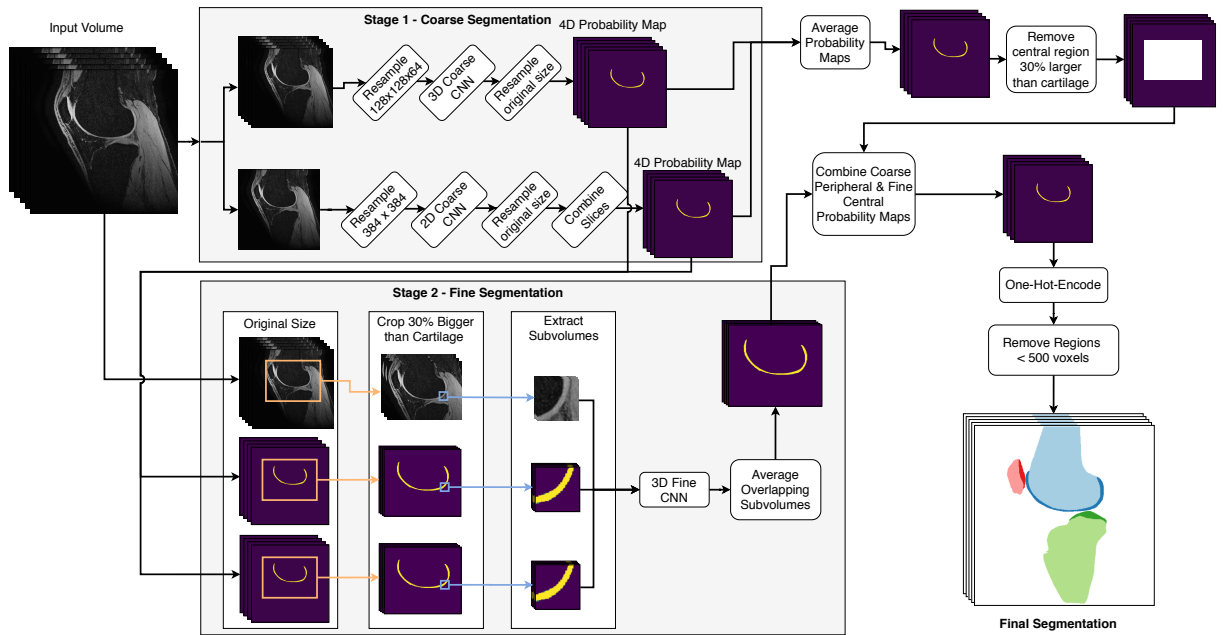 Input Volume
Stage 1 - Coarse Segmentation
4D Probability Map
Resample
128x128x64
3D Coarse
CNN
Resample
original size
4D Probability Map
Resample
384 x 384
2D Coarse
CNN
Resample
original size
Combine
Slices
Average
Probability
Maps
Remove
central region
30% larger
than cartilage
Combine Coarse
Peripheral & Fine
Central
Probability Maps
One-Hot-Encode
Remove Regions
< 500 voxels
Final Segmentation
Stage 2 - Fine Segmentation
Original Size
Crop 30% Bigger
than Cartilage
Extract
Subvolumes
3D Fine
CNN
Average
Overlapping
Subvolumes